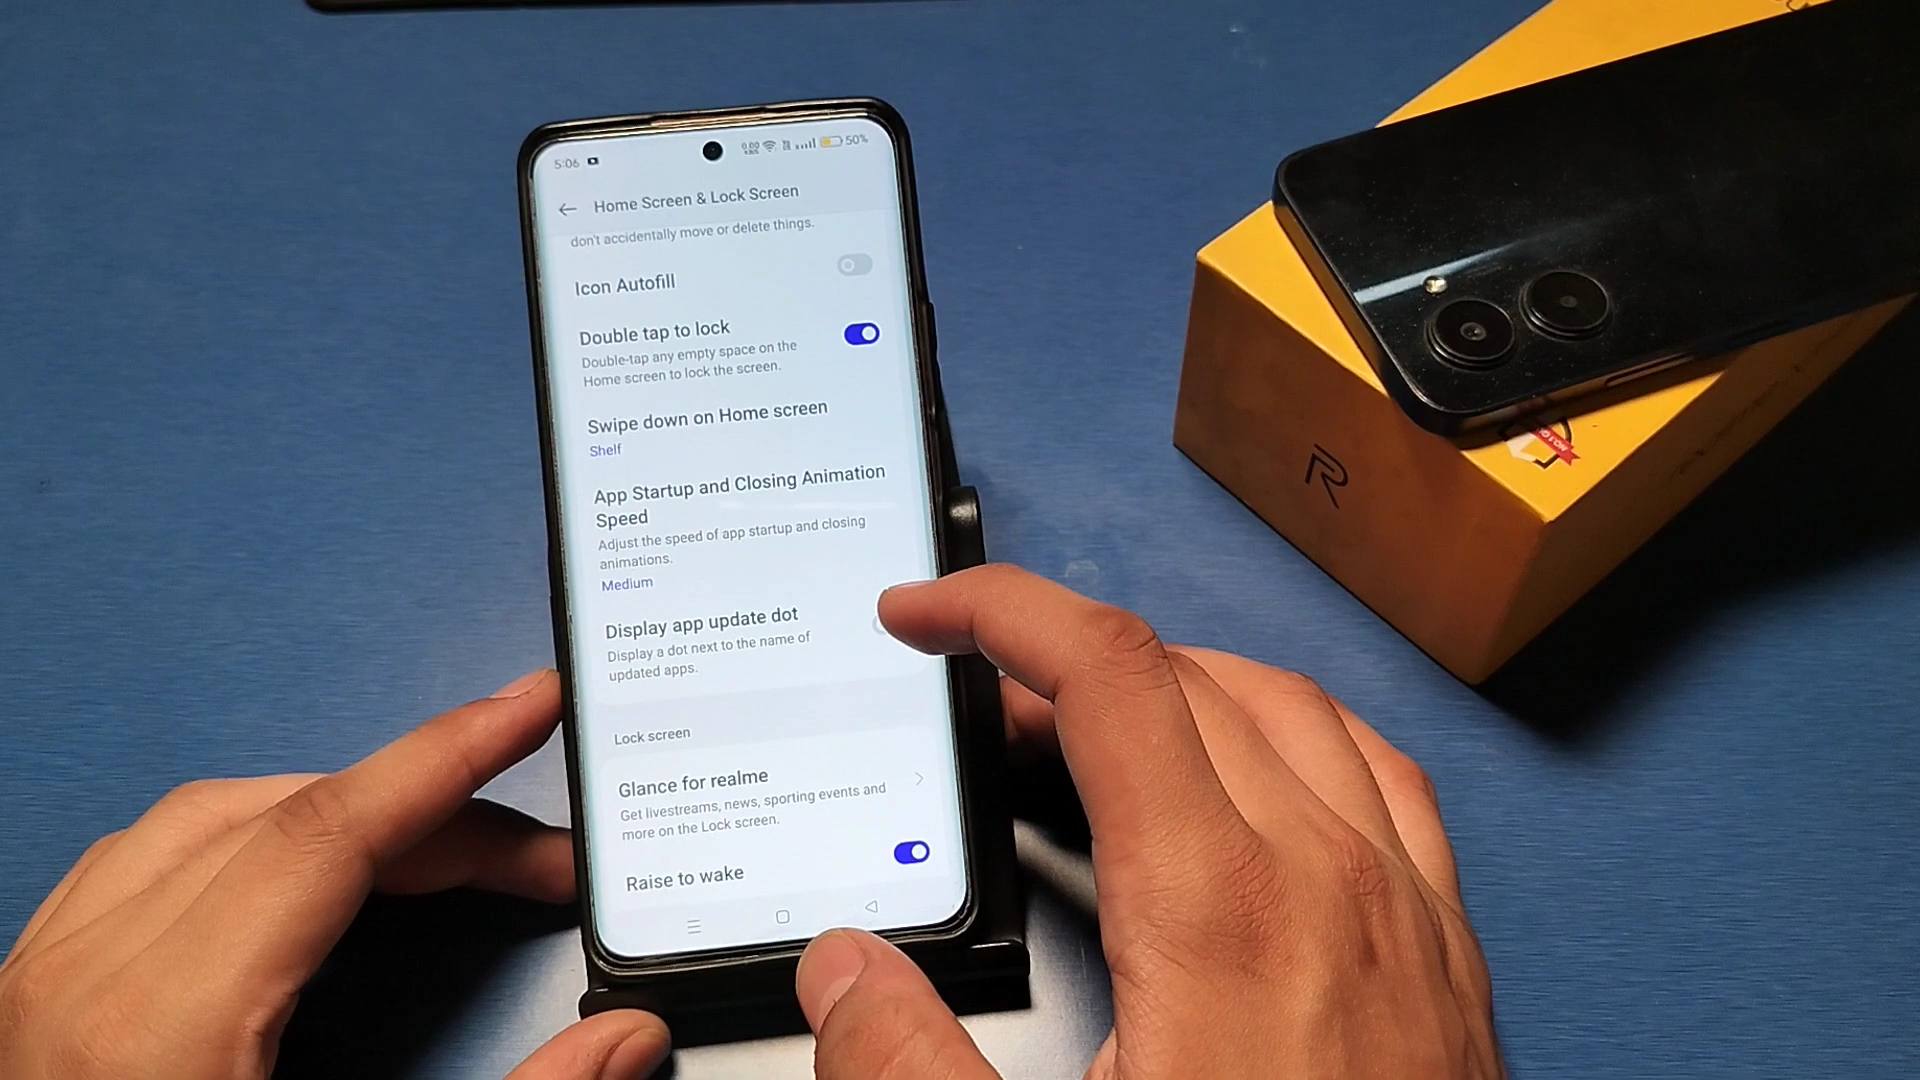 5:06
0.00
50%
Home Screen & Lock Screen
don't accidentally move or delete things.
Icon Autofill
Double tap to lock
Double-tap any empty space on the
Home screen to lock the screen.
Swipe down on Home screen
Shelf
App Startup and Closing Animation
Speed
Adjust the speed of app startup and closing
animations.
Medium
Display app update dot
Display a dot next to the name of
updated apps.
Lock screen
Glance for realme
Get livestreams, news, sporting events and
more on the Lock screen.
Raise to wake
R